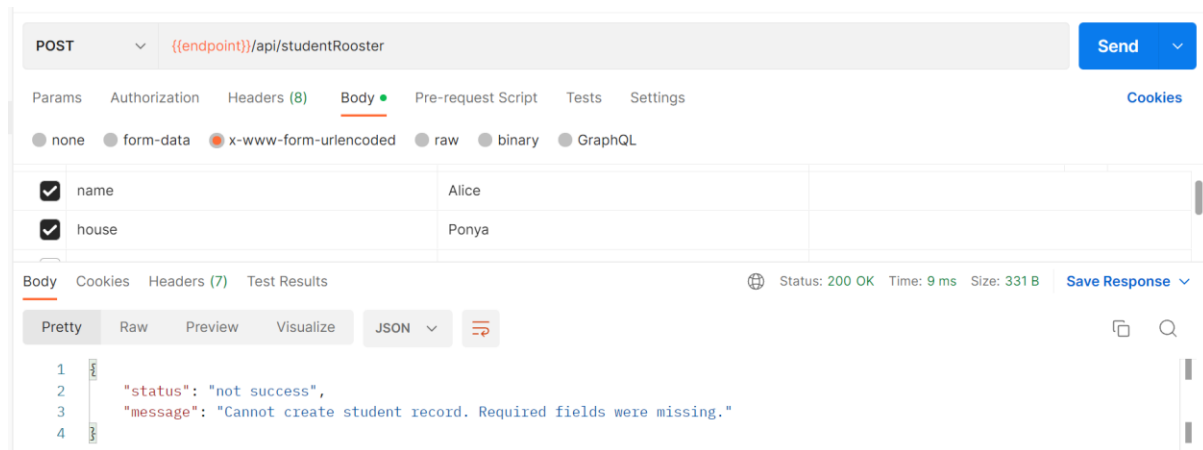 POST {{endpoint}}/api/studentRooster Send
Params Authorization Headers (8) Body Pre-request Script Tests Settings Cookies
none form-data x-www-form-urlencoded raw binary GraphQL
name Alice
house Ponya
Body Cookies Headers (7) Test Results Status: 200 OK Time: 9 ms Size: 331 B Save Response
Pretty Raw Preview Visualize JSON
1 {
2 "status": "not success",
3 "message": "Cannot create student record. Required fields were missing."
4 }